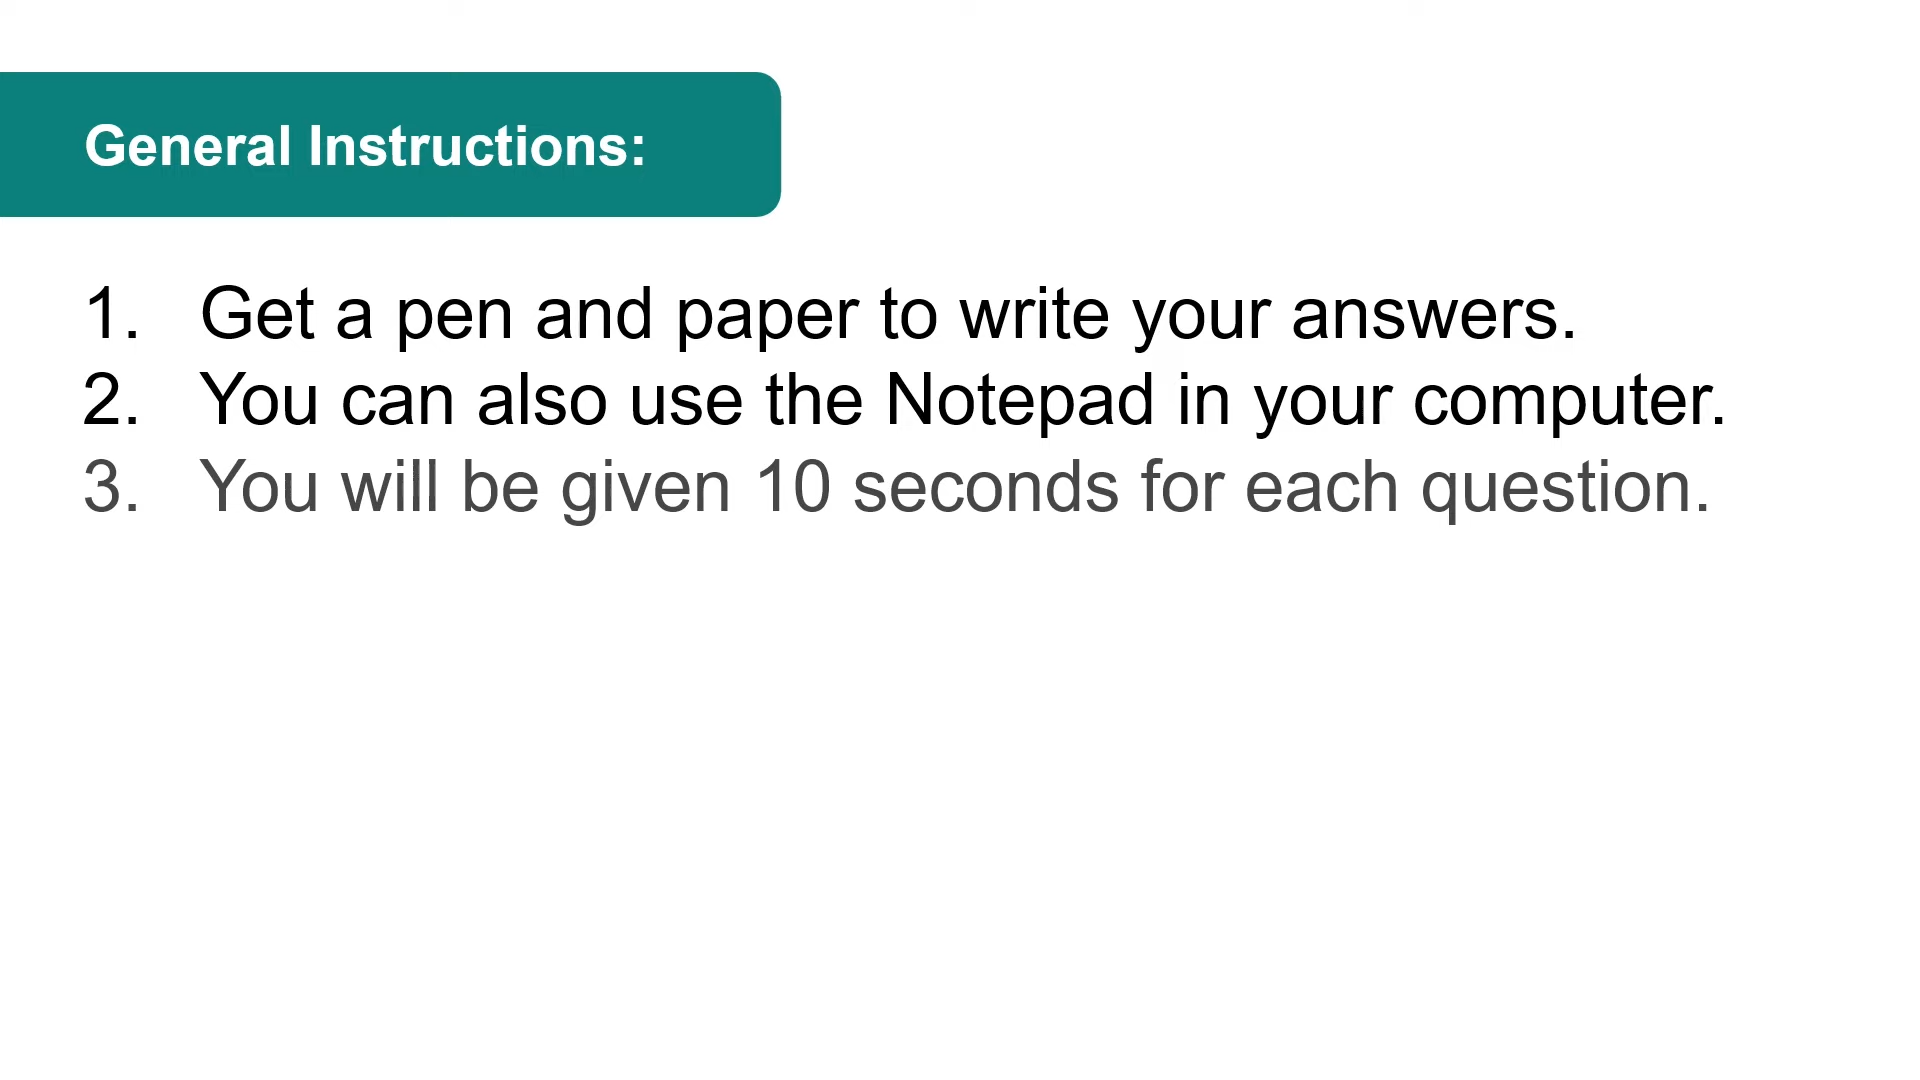 General Instructions:
1. Get a pen and paper to write your answers.
2. You can also use the Notepad in your computer.
3. You will be given 10 seconds for each question.